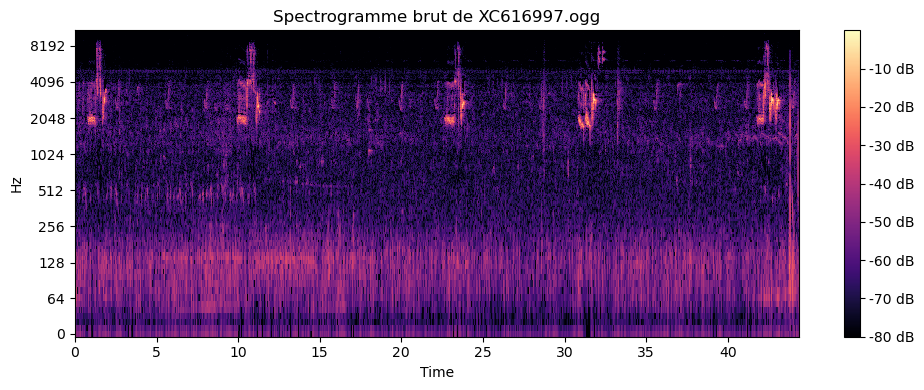 Spectrogramme brut de XC616997.ogg
8192
4096
2048
1024
512
256
128
64
0
Hz
0 5 10 15 20 25 30 35 40
Time
-10 dB
-20 dB
-30 dB
-40 dB
-50 dB
-60 dB
-70 dB
-80 dB